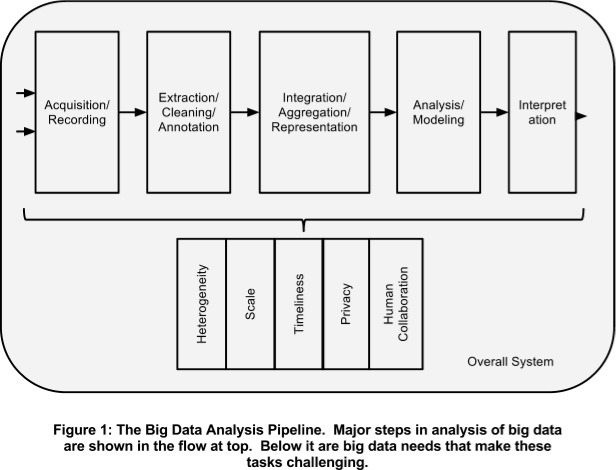 Acquisition/
Recording
Extraction/
Cleaning/
Annotation
Integration/
Aggregation/
Representation
Analysis/
Modeling
Interpret
ation
Heterogeneity
Scale
Timeliness
Privacy
Human
Collaboration
Overall System
Figure 1: The Big Data Analysis Pipeline.  Major steps in analysis of big data
are shown in the flow at top.  Below it are big data needs that make these
tasks challenging.